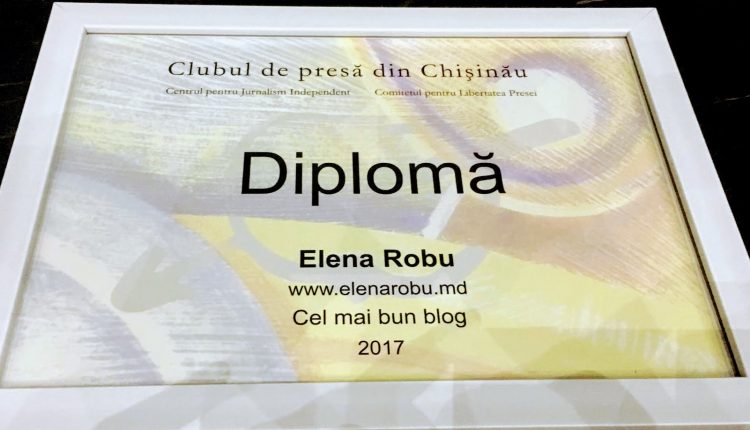 Clubul de presă din Chişinău
Centrul pentru Jurnalism Independent Comitetul pentru Libertatea Presei
Diplomă
Elena Robu
www.elenarobu.md
Cel mai bun blog
2017